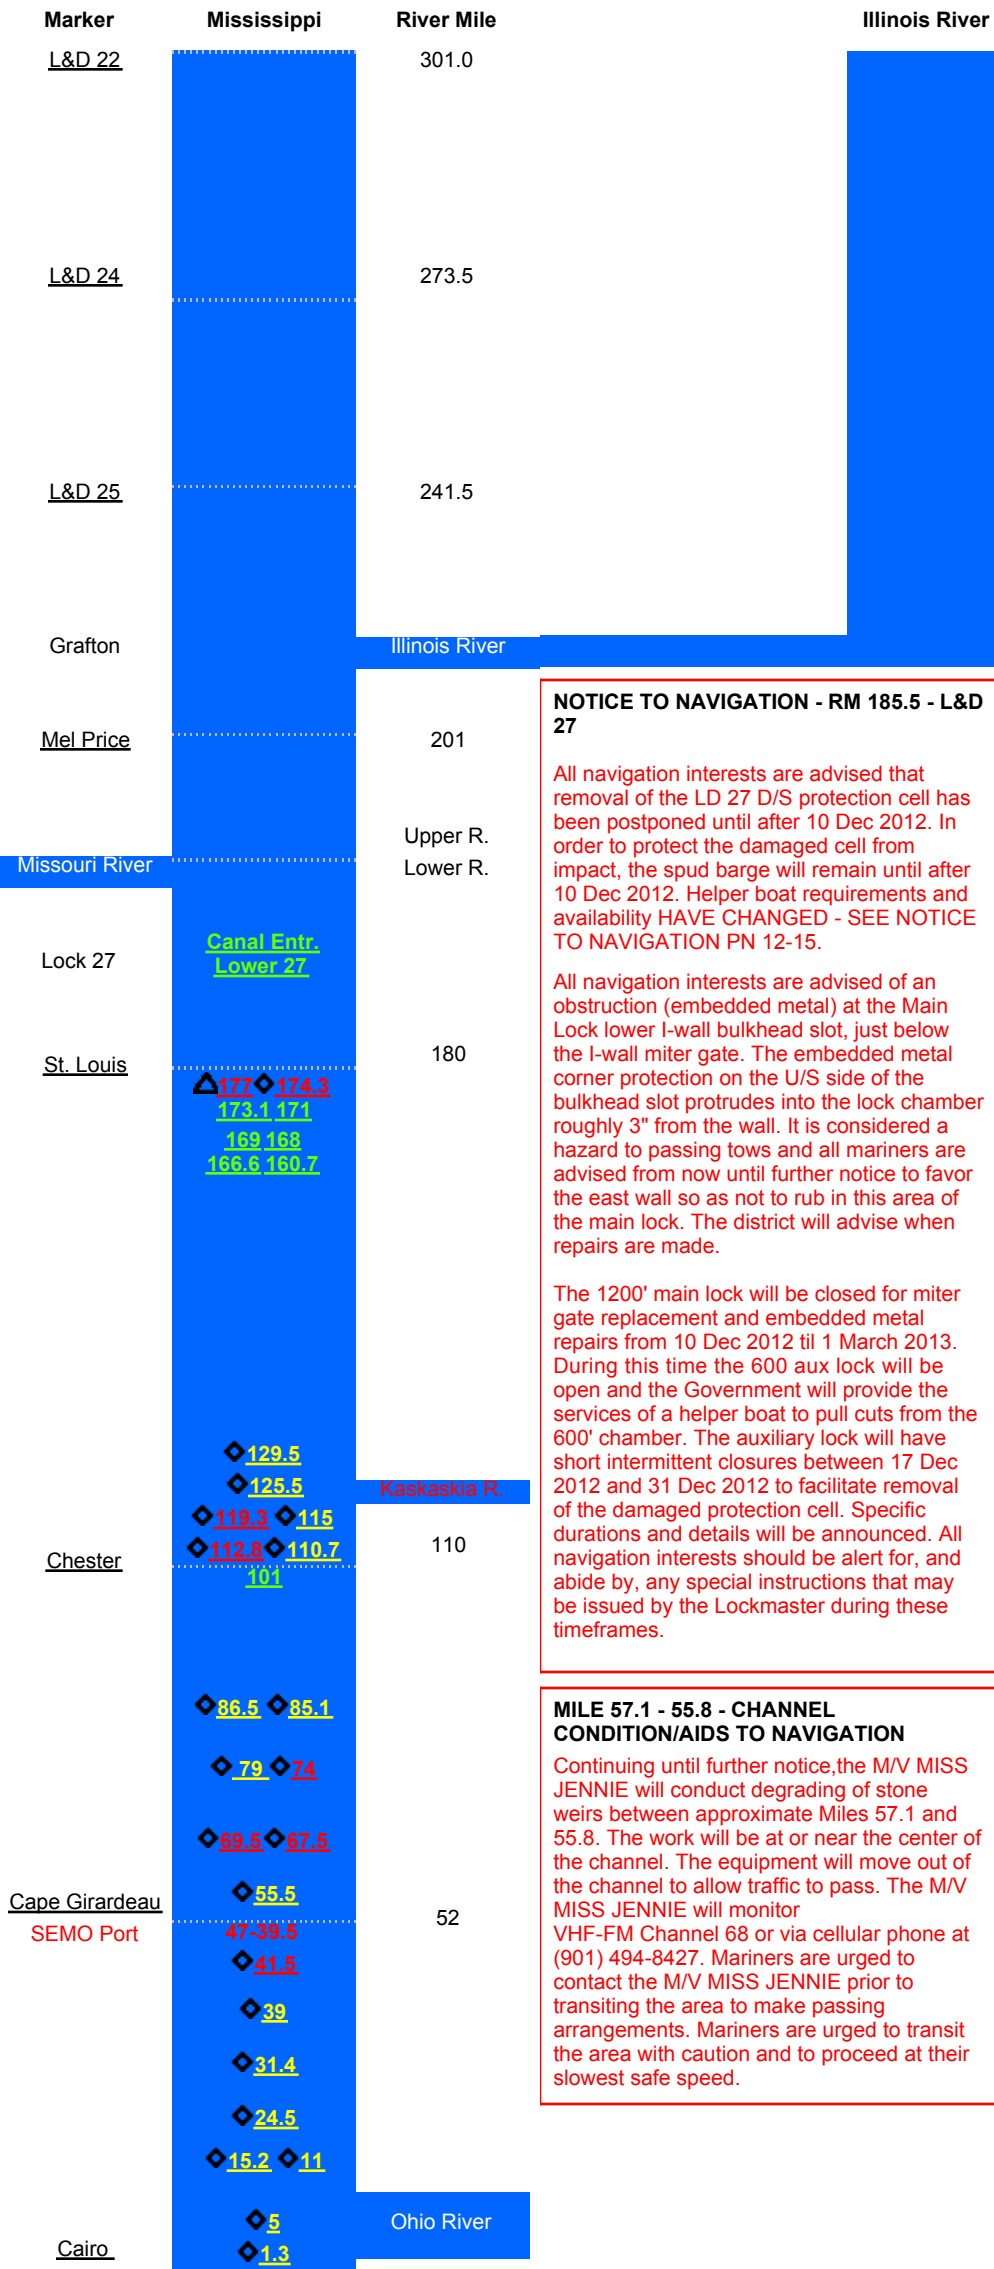 Marker Mississippi River Mile Illinois River
L&D 22 301.0
L&D 24 273.5
L&D 25 241.5
Grafton Illinois River
Mel Price 201
Upper R.
Missouri River Lower R.
Lock 27 Canal Entr.
Lower 27
St. Louis 180
177 174.3
173.1 171
169 168
166.6 160.7
129.5
125.5 Kaskaskia R.
119.3 115
112.8 110.7 110
Chester
101
86.5 85.1
79 74
69.5 67.5
55.5
Cape Girardeau 52
SEMO Port 47-39.5
41.5
39
31.4
24.5
15.2 11
5 Ohio River
Cairo 1.3
NOTICE TO NAVIGATION - RM 185.5 - L&D
27
All navigation interests are advised that
removal of the LD 27 D/S protection cell has
been postponed until after 10 Dec 2012. In
order to protect the damaged cell from
impact, the spud barge will remain until after
10 Dec 2012. Helper boat requirements and
availability HAVE CHANGED - SEE NOTICE
TO NAVIGATION PN 12-15.
All navigation interests are advised of an
obstruction (embedded metal) at the Main
Lock lower I-wall bulkhead slot, just below
the I-wall miter gate. The embedded metal
corner protection on the U/S side of the
bulkhead slot protrudes into the lock chamber
roughly 3" from the wall. It is considered a
hazard to passing tows and all mariners are
advised from now until further notice to favor
the east wall so as not to rub in this area of
the main lock. The district will advise when
repairs are made.
The 1200' main lock will be closed for miter
gate replacement and embedded metal
repairs from 10 Dec 2012 til 1 March 2013.
During this time the 600 aux lock will be
open and the Government will provide the
services of a helper boat to pull cuts from the
600' chamber. The auxiliary lock will have
short intermittent closures between 17 Dec
2012 and 31 Dec 2012 to facilitate removal
of the damaged protection cell. Specific
durations and details will be announced. All
navigation interests should be alert for, and
abide by, any special instructions that may
be issued by the Lockmaster during these
timeframes.
MILE 57.1 - 55.8 - CHANNEL
CONDITION/AIDS TO NAVIGATION
Continuing until further notice,the M/V MISS
JENNIE will conduct degrading of stone
weirs between approximate Miles 57.1 and
55.8. The work will be at or near the center of
the channel. The equipment will move out of
the channel to allow traffic to pass. The M/V
MISS JENNIE will monitor
VHF-FM Channel 68 or via cellular phone at
(901) 494-8427. Mariners are urged to
contact the M/V MISS JENNIE prior to
transiting the area to make passing
arrangements. Mariners are urged to transit
the area with caution and to proceed at their
slowest safe speed.